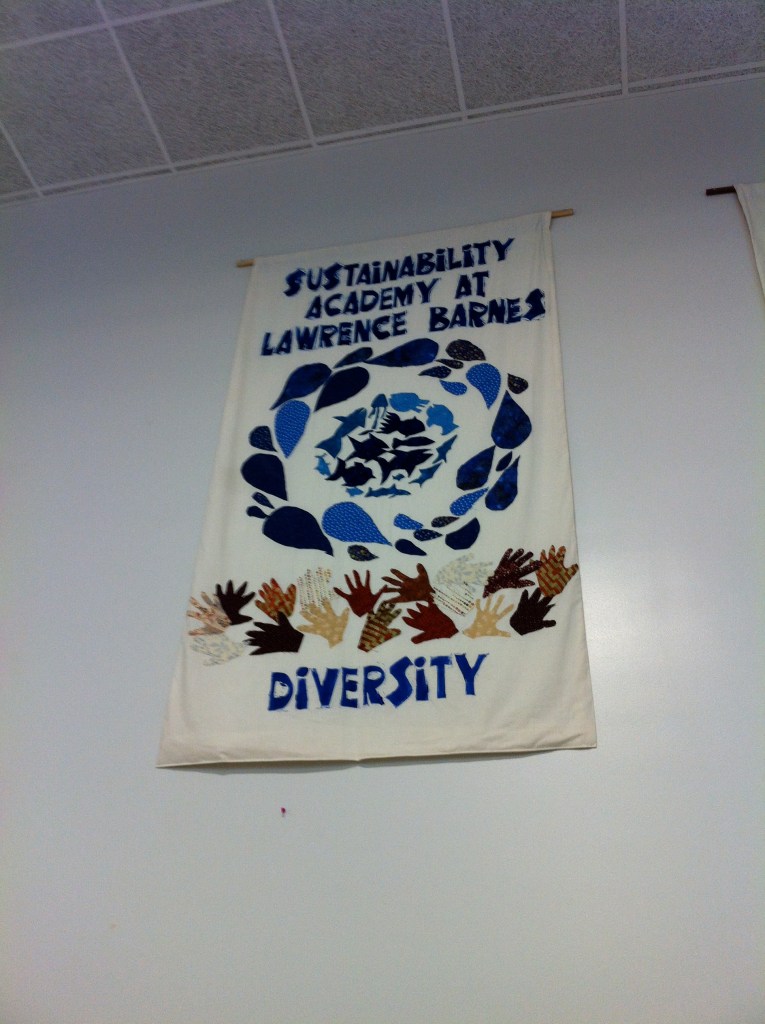 SUSTAINABILITY
ACADEMY AT
LAWRENCE BARNES
DIVERSITY